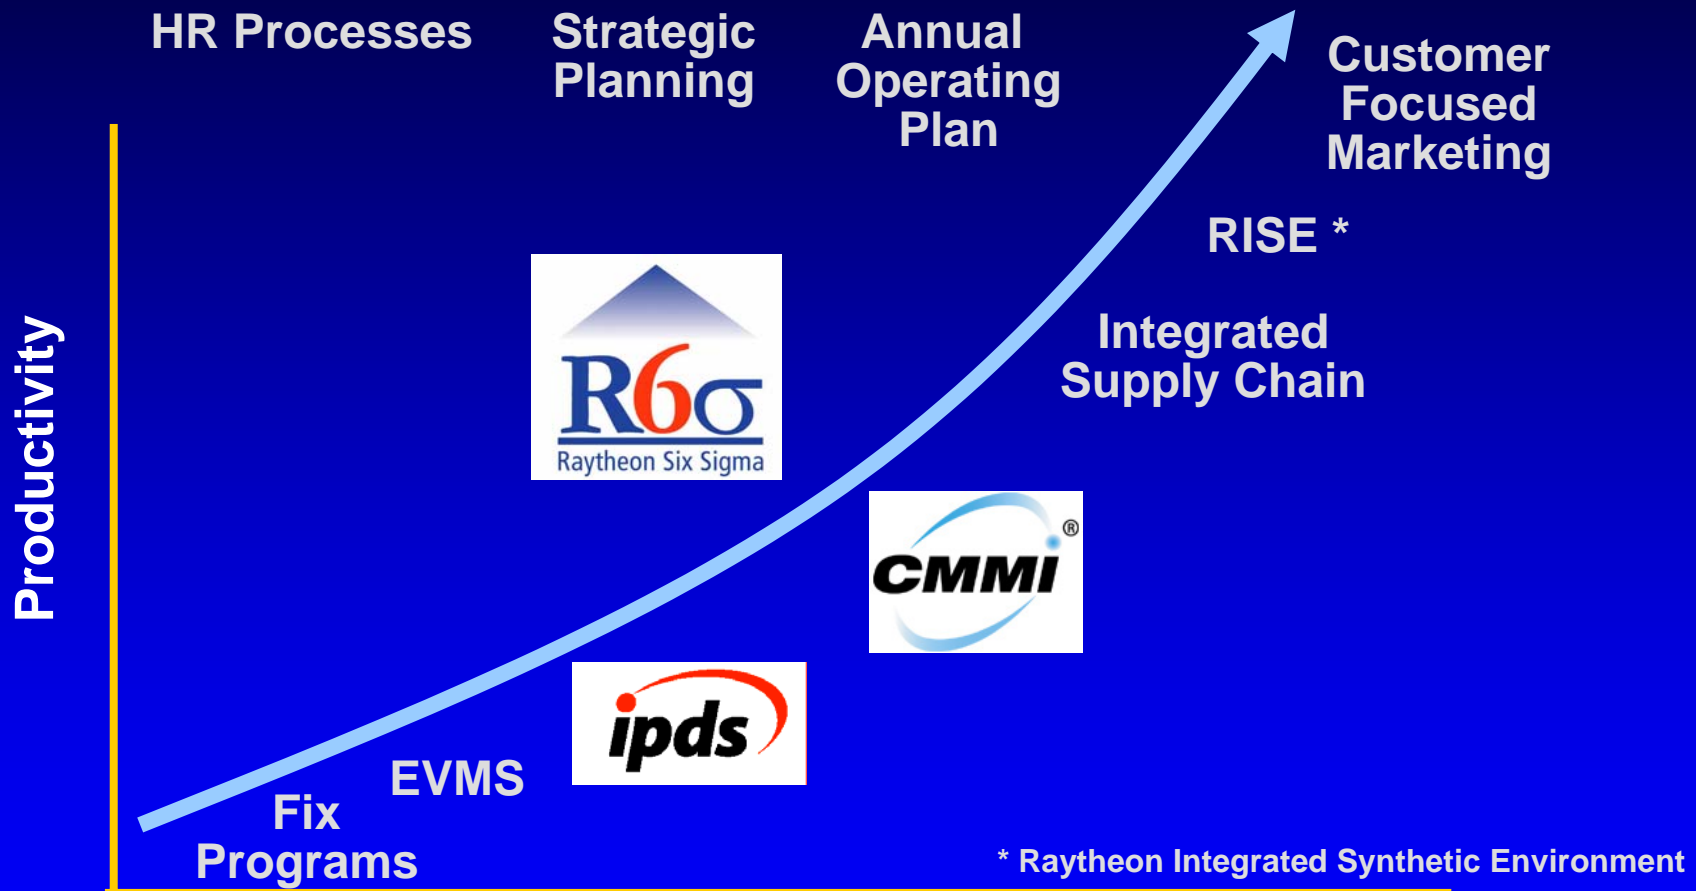 HR Processes
Strategic
Planning
Annual
Operating
Plan
Customer
Focused
Marketing
RISE *
Integrated
Supply Chain
Productivity
R6σ
Raytheon Six Sigma
CMMI®
ipds
EVMS
Fix
Programs
* Raytheon Integrated Synthetic Environment